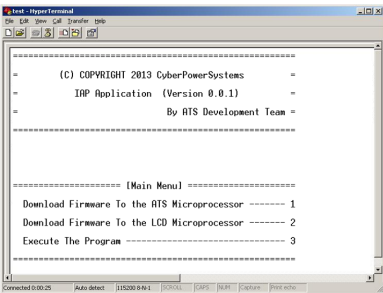 test - HyperTerminal
File Edit View Call Transfer Help
==========================================================
= (C) COPYRIGHT 2013 CyberPowerSystems =
= IAP Application (Version 0.0.1) =
= By ATS Development Team =
==========================================================
===================== [Main Menu] ======================
Download Firmware To the ATS Microprocessor ------- 1
Download Firmware To the LCD Microprocessor ------- 2
Execute The Program -------------------------------- 3
==========================================================
Connected 0:00:25 Auto detect 115200 8-N-1 SCROLL CAPS NUM Capture Print echo